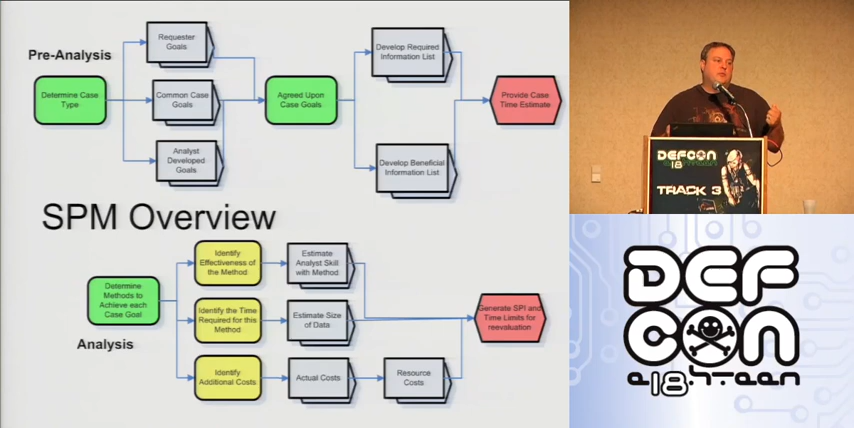 Pre-Analysis
Requester
Goals
Determine Case
Type
Common Case
Goals
Analyst
Developed
Goals
Agreed Upon
Case Goals
Develop Required
Information List
Develop Beneficial
Information List
Provide Case
Time Estimate
SPM Overview
Determine
Methods to
Achieve each
Case Goal
Analysis
Identify
Effectiveness of
the Method
Estimate
Analyst Skill
with Method
Identify the Time
Required for this
Method
Estimate Size
of Data
Identify
Additional Costs
Actual Costs
Resource
Costs
Generate SPI and
Time Limits for
reevaluation
DEFCON
18
TRACK 3
DEF
CON
e18h.teen